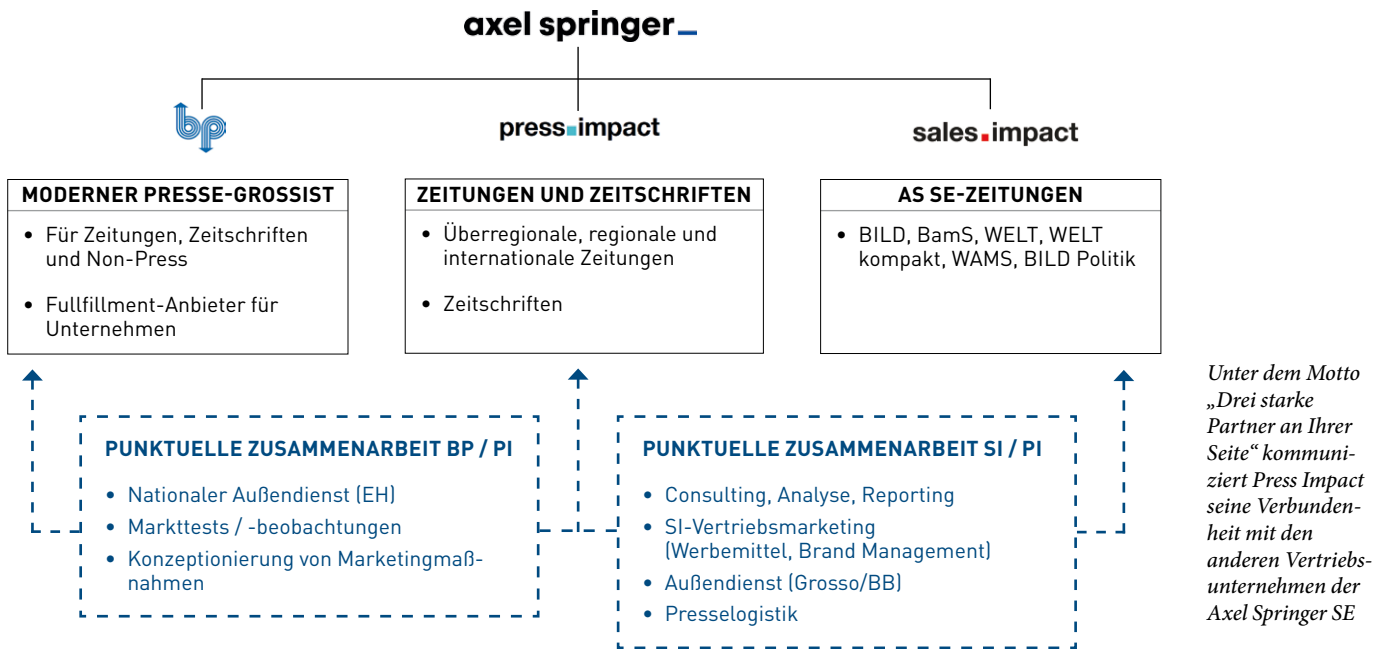 axel springer_
bp
press impact
sales.impact
MODERNER PRESSE-GROSSIST
• Für Zeitungen, Zeitschriften
und Non-Press
• Fullfillment-Anbieter für
Unternehmen
ZEITUNGEN UND ZEITSCHRIFTEN
• Überregionale, regionale und
internationale Zeitungen
• Zeitschriften
AS SE-ZEITUNGEN
• BILD, BamS, WELT, WELT
kompakt, WAMS, BILD Politik
PUNKTUELLE ZUSAMMENARBEIT BP / PI
• Nationaler Außendienst (EH)
• Markttests / -beobachtungen
• Konzeptionierung von Marketingmaß-
nahmen
PUNKTUELLE ZUSAMMENARBEIT SI / PI
• Consulting, Analyse, Reporting
• SI-Vertriebsmarketing
(Werbemittel, Brand Management)
• Außendienst (Grosso/BB)
• Presselogistik
Unter dem Motto
„Drei starke
Partner an Ihrer
Seite“ kommuni-
ziert Press Impact
seine Verbunden-
heit mit den
anderen Vertriebs-
unternehmen der
Axel Springer SE